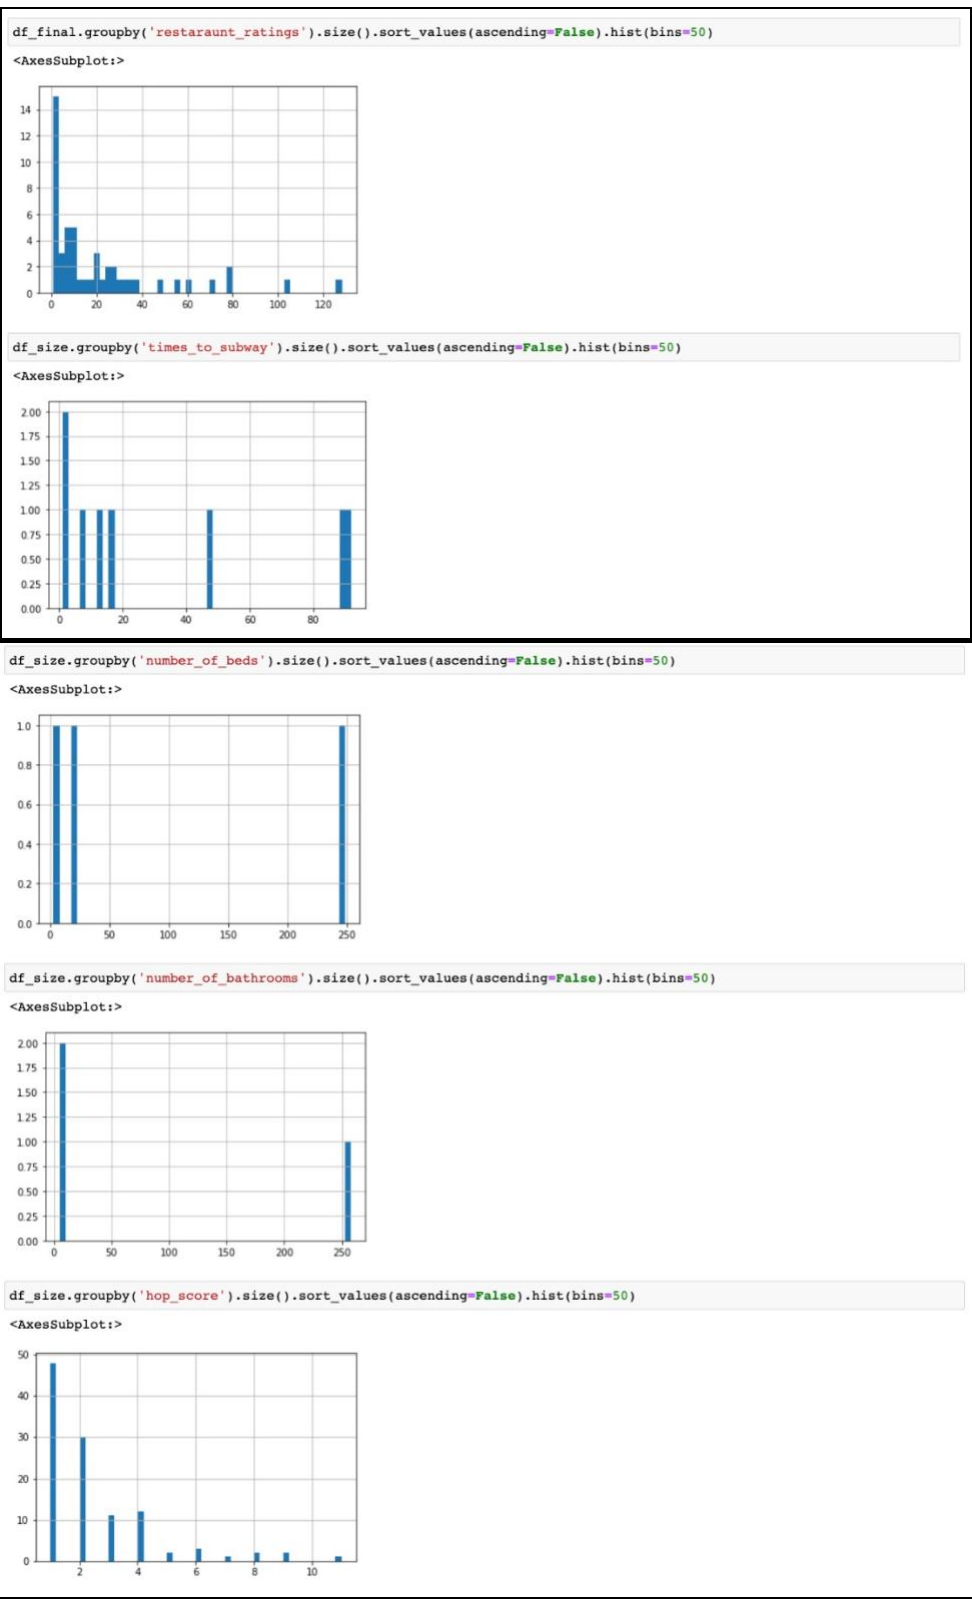 df_final.groupby('restaraunt_ratings').size().sort_values(ascending=False).hist(bins=50)
<AxesSubplot:>
14
12
10
8
6
4
2
0
0 20 40 60 80 100 120
df_size.groupby('times_to_subway').size().sort_values(ascending=False).hist(bins=50)
<AxesSubplot:>
2.00
1.75
1.50
1.25
1.00
0.75
0.50
0.25
0.00
0 20 40 60 80
df_size.groupby('number_of_beds').size().sort_values(ascending=False).hist(bins=50)
<AxesSubplot:>
1.0
0.8
0.6
0.4
0.2
0.0
0 50 100 150 200 250
df_size.groupby('number_of_bathrooms').size().sort_values(ascending=False).hist(bins=50)
<AxesSubplot:>
2.00
1.75
1.50
1.25
1.00
0.75
0.50
0.25
0.00
0 50 100 150 200 250
df_size.groupby('hop_score').size().sort_values(ascending=False).hist(bins=50)
<AxesSubplot:>
50
40
30
20
10
0
2 4 6 8 10